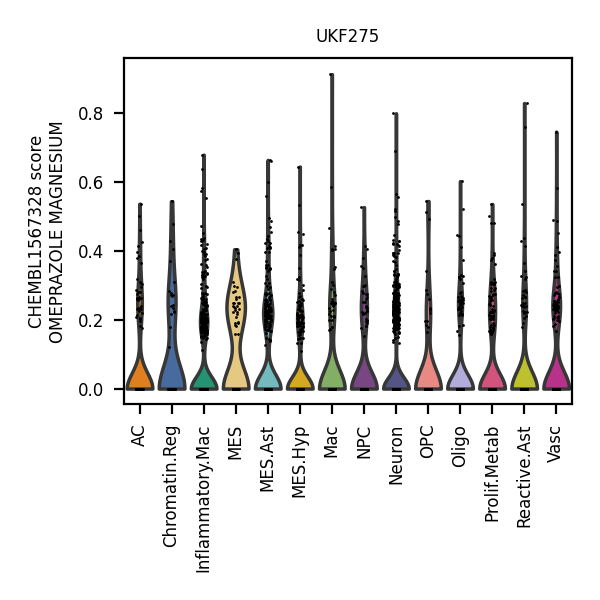 UKF275
CHEMBL1567328 score
OMEPRAZOLE MAGNESIUM
0.8
0.6
0.4
0.2
0.0
AC
Chromatin.Reg
Inflammatory.Mac
MES
MES.Ast
MES.Hyp
Mac
NPC
Neuron
OPC
Oligo
Prolif.Metab
Reactive.Ast
Vasc